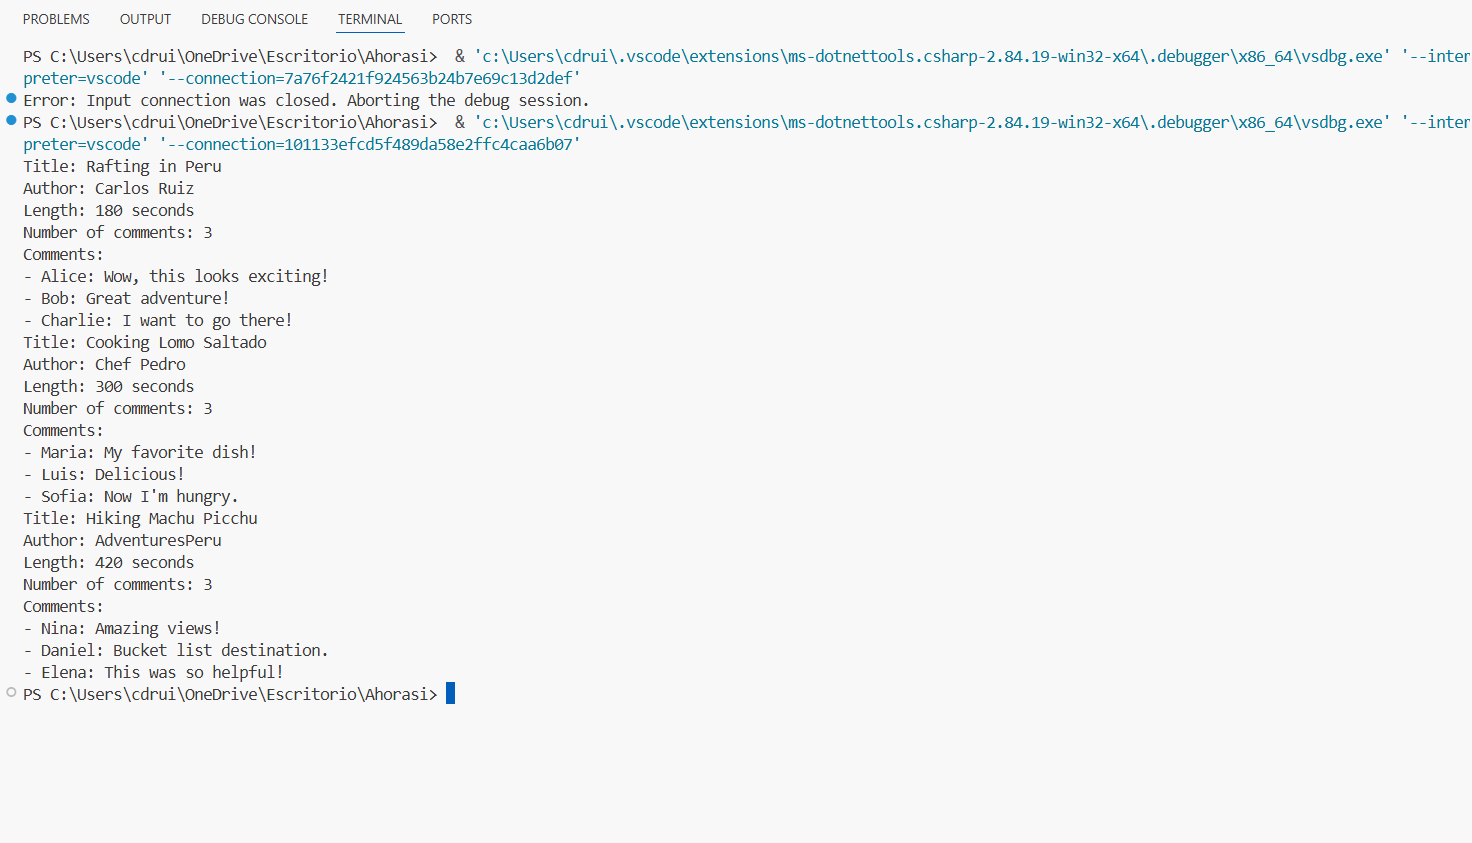 PROBLEMS OUTPUT DEBUG CONSOLE TERMINAL PORTS
PS C:\Users\cdrui\OneDrive\Escritorio\Ahorasi>  & 'c:\Users\cdrui\.vscode\extensions\ms-dotnettools.csharp-2.84.19-win32-x64\.debugger\x86_64\vsdbg.exe' '--inter
preter=vscode' '--connection=7a76f2421f924563b24b7e69c13d2def'
Error: Input connection was closed. Aborting the debug session.
PS C:\Users\cdrui\OneDrive\Escritorio\Ahorasi>  & 'c:\Users\cdrui\.vscode\extensions\ms-dotnettools.csharp-2.84.19-win32-x64\.debugger\x86_64\vsdbg.exe' '--inter
preter=vscode' '--connection=101133efcd5f489da58e2ffc4caa6b07'
Title: Rafting in Peru
Author: Carlos Ruiz
Length: 180 seconds
Number of comments: 3
Comments:
- Alice: Wow, this looks exciting!
- Bob: Great adventure!
- Charlie: I want to go there!
Title: Cooking Lomo Saltado
Author: Chef Pedro
Length: 300 seconds
Number of comments: 3
Comments:
- Maria: My favorite dish!
- Luis: Delicious!
- Sofia: Now I'm hungry.
Title: Hiking Machu Picchu
Author: AdventuresPeru
Length: 420 seconds
Number of comments: 3
Comments:
- Nina: Amazing views!
- Daniel: Bucket list destination.
- Elena: This was so helpful!
PS C:\Users\cdrui\OneDrive\Escritorio\Ahorasi>